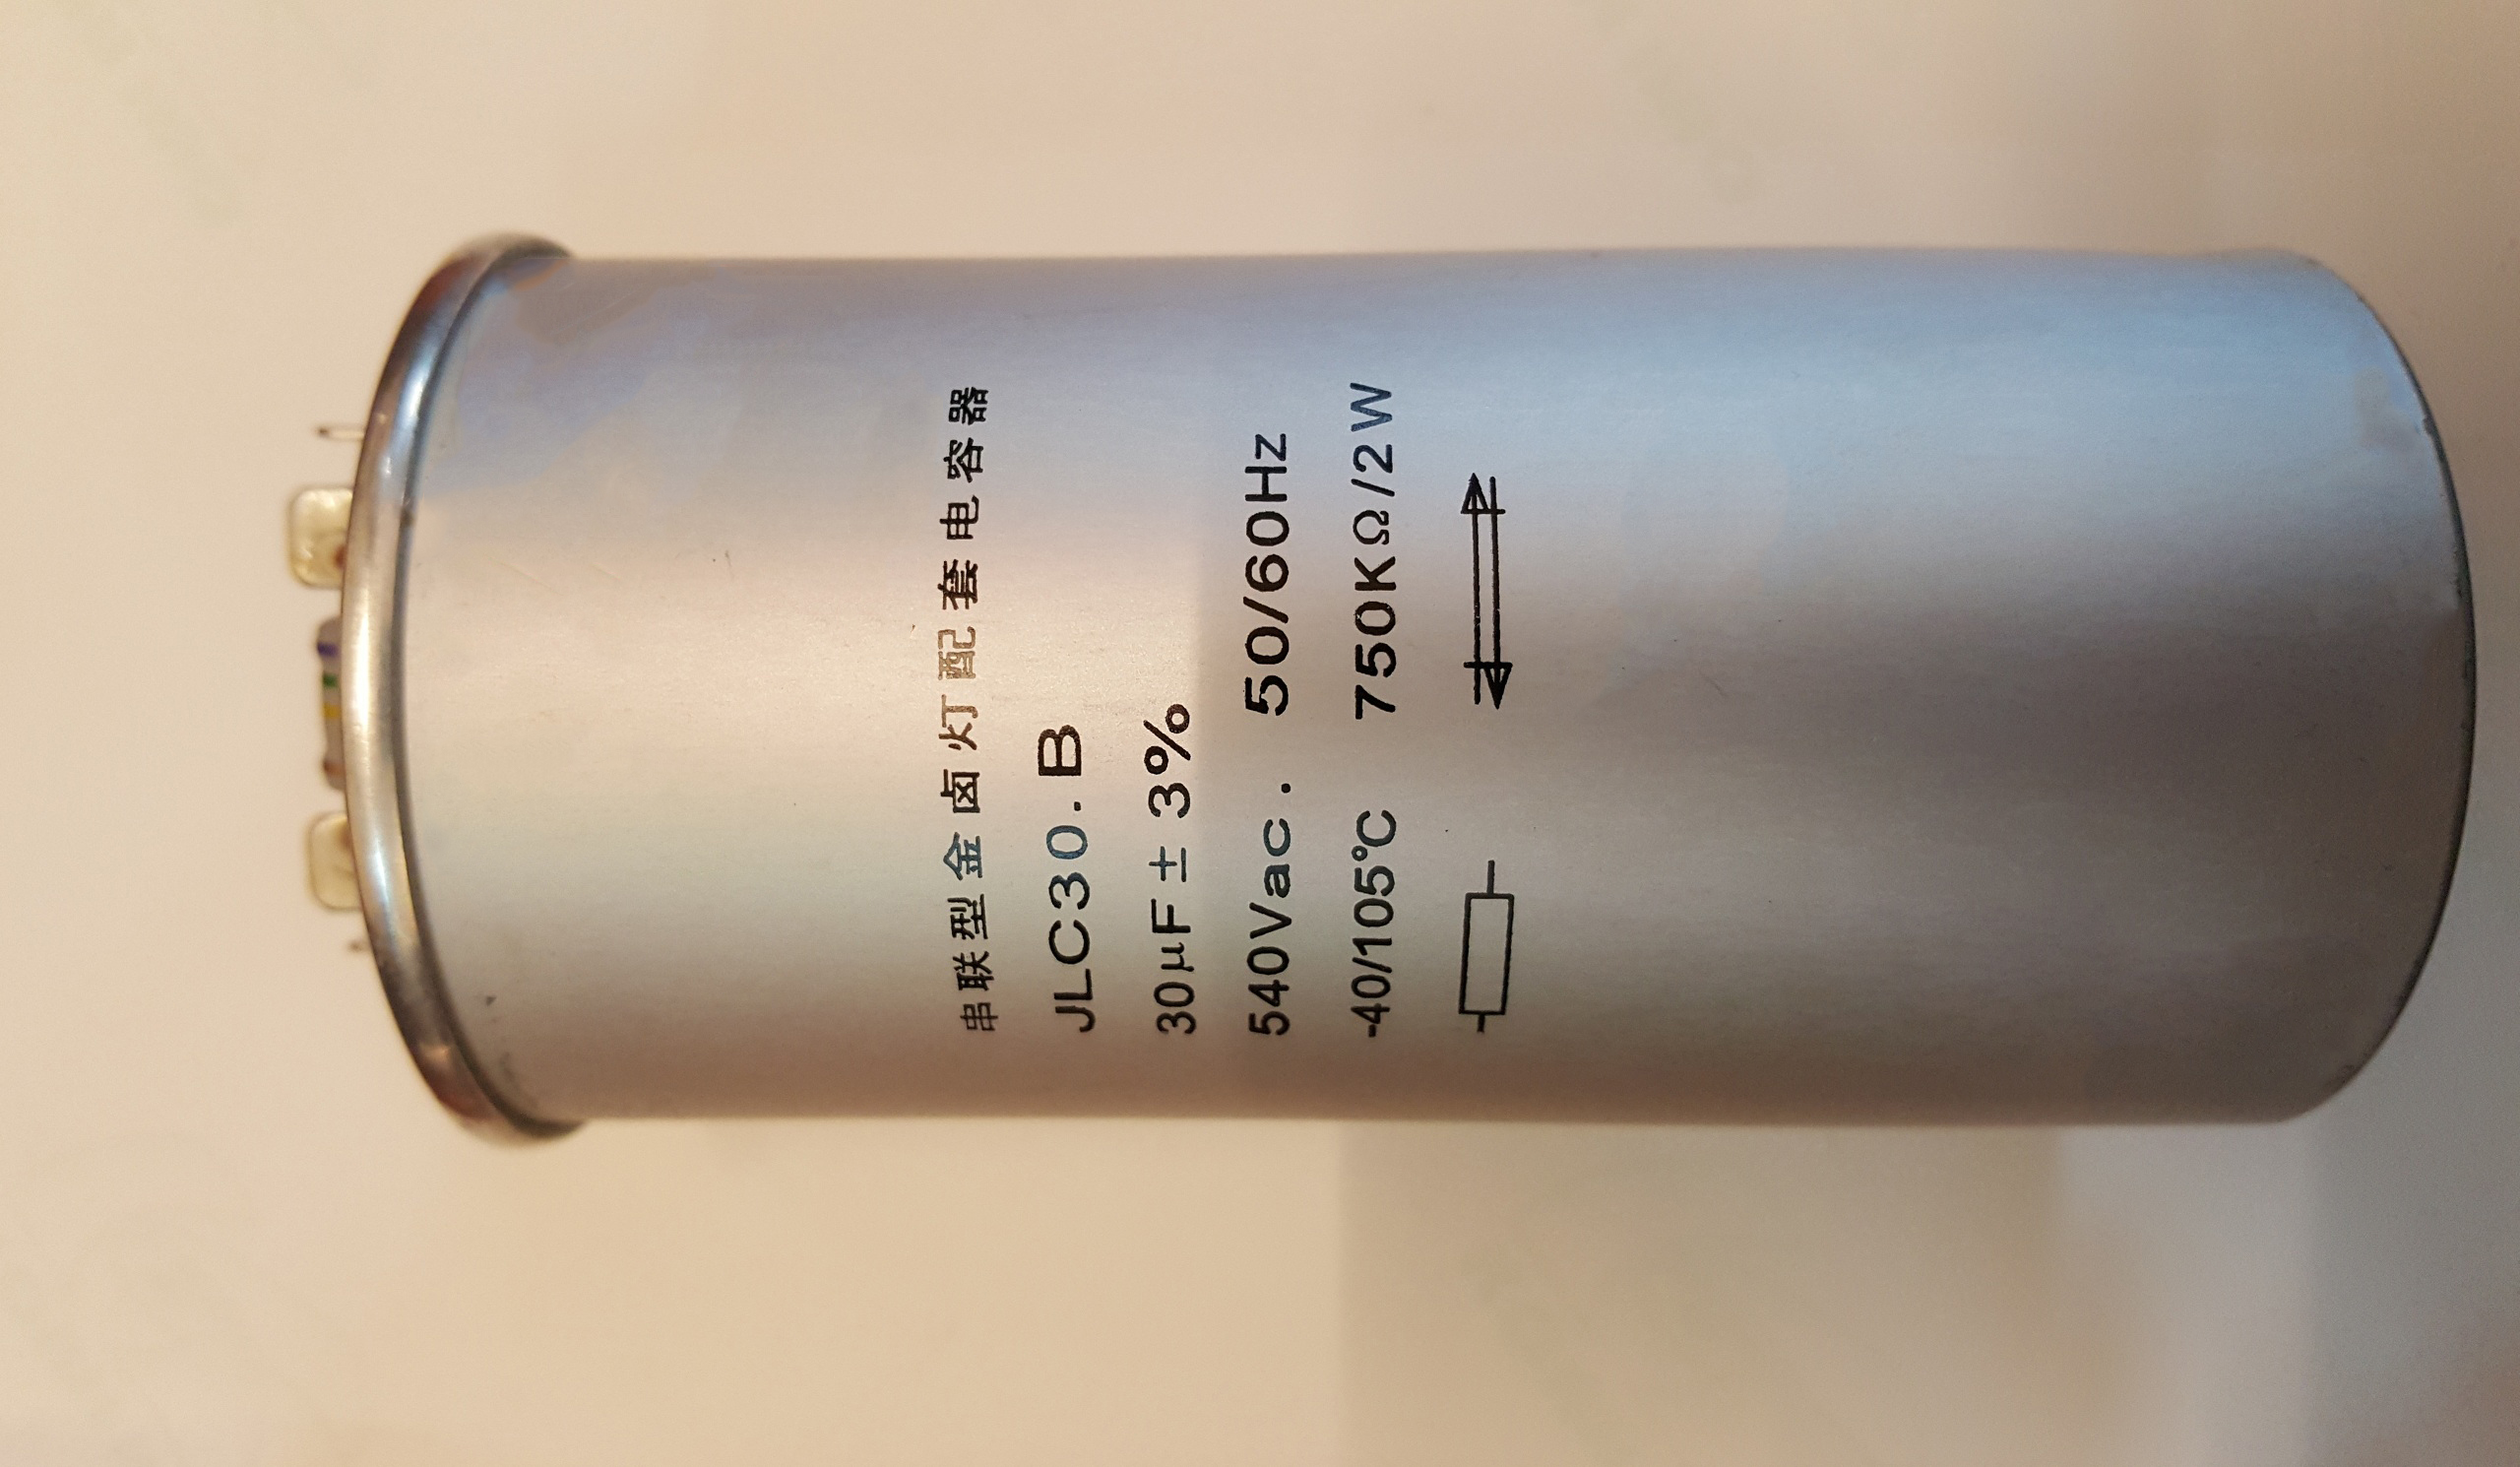 串联型金卤灯配套电容器
JLC30.B
30μF ± 3%
540Vac. 50/60Hz
-40/105℃ 750KΩ/2W